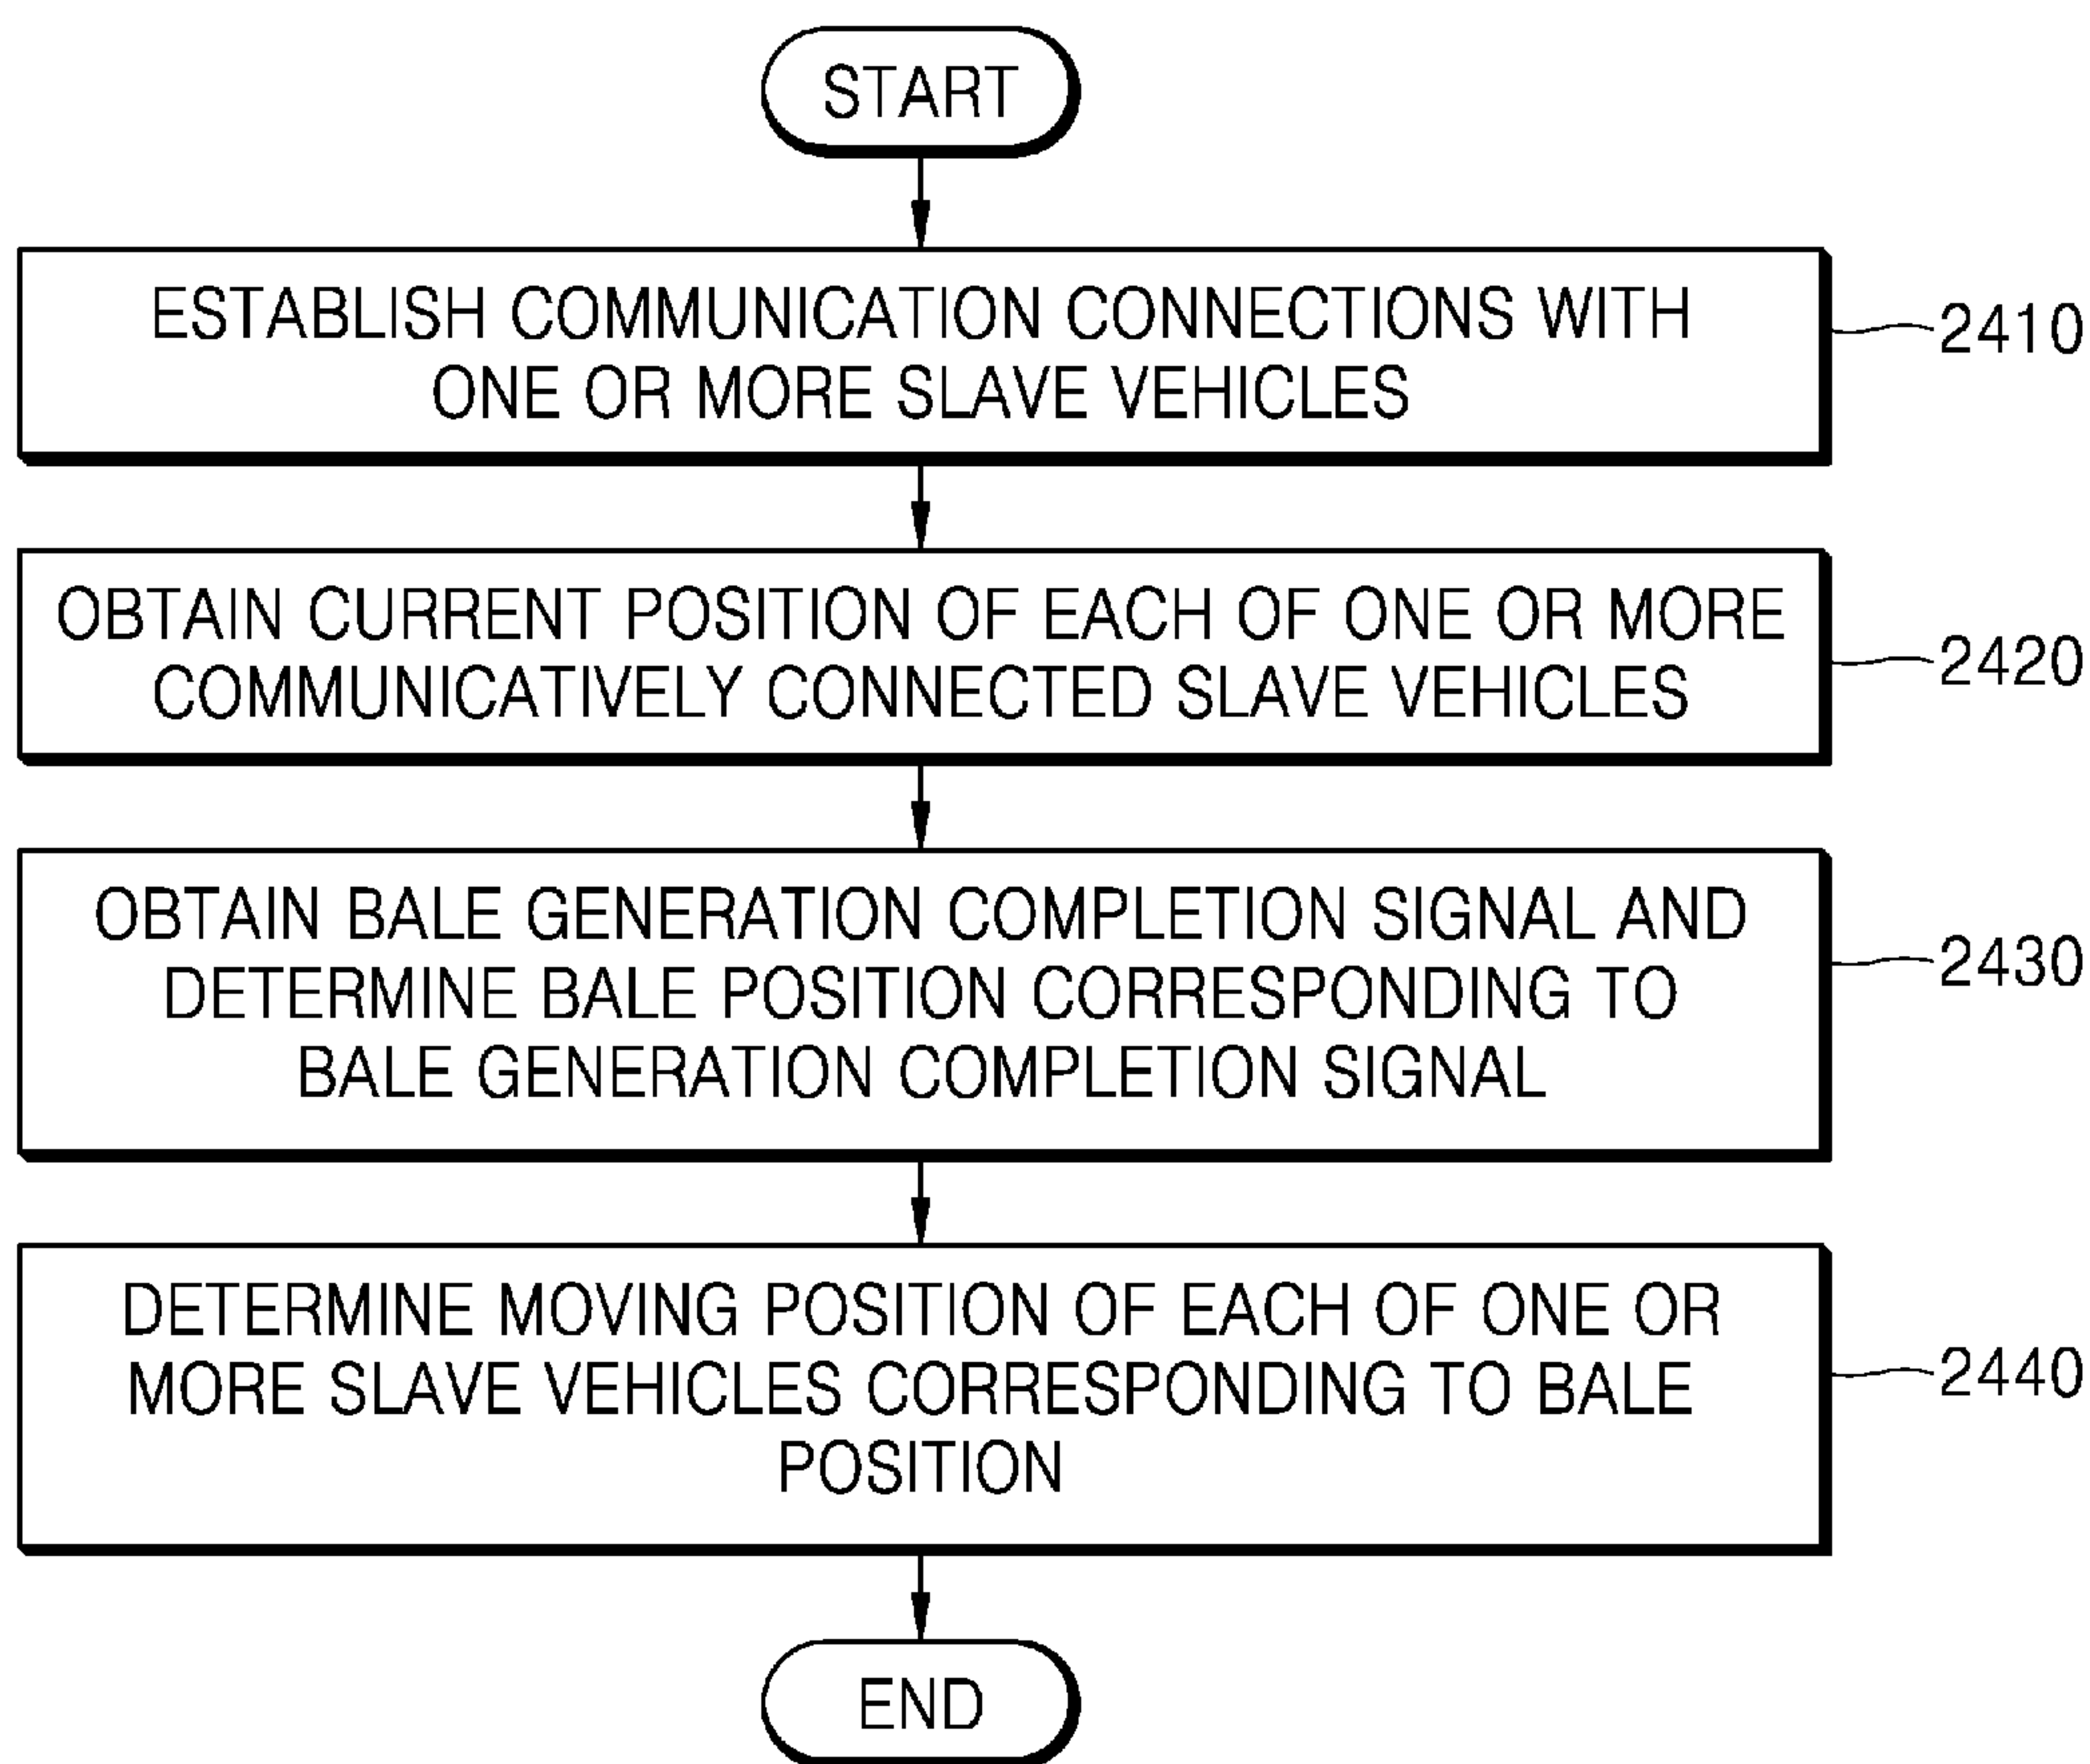 START
ESTABLISH COMMUNICATION CONNECTIONS WITH
ONE OR MORE SLAVE VEHICLES
2410
OBTAIN CURRENT POSITION OF EACH OF ONE OR MORE
COMMUNICATIVELY CONNECTED SLAVE VEHICLES
2420
OBTAIN BALE GENERATION COMPLETION SIGNAL AND
DETERMINE BALE POSITION CORRESPONDING TO
BALE GENERATION COMPLETION SIGNAL
2430
DETERMINE MOVING POSITION OF EACH OF ONE OR
MORE SLAVE VEHICLES CORRESPONDING TO BALE
POSITION
2440
END